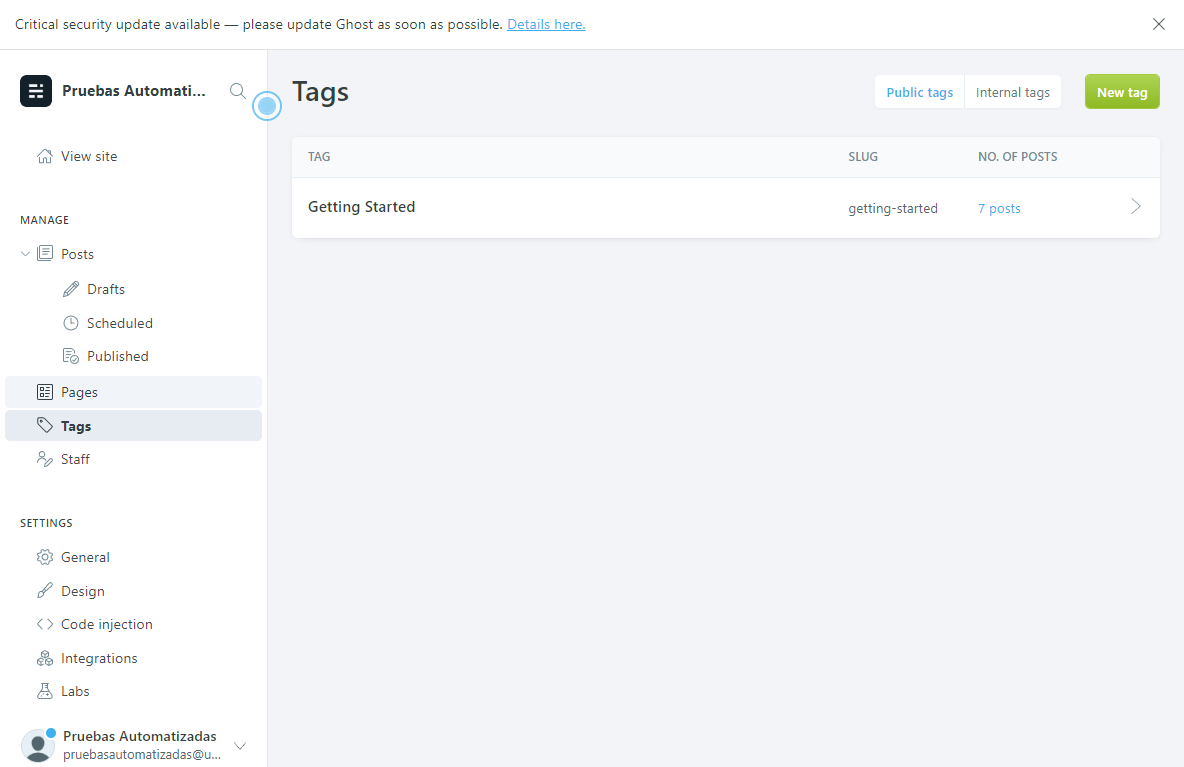 Critical security update available — please update Ghost as soon as possible. Details here.
Pruebas Automati...
Tags
Public tags
Internal tags
New tag
View site
TAG
SLUG
NO. OF POSTS
Getting Started
getting-started
7 posts
MANAGE
Posts
Drafts
Scheduled
Published
Pages
Tags
Staff
SETTINGS
General
Design
Code injection
Integrations
Labs
Pruebas Automatizadas
pruebasautomatizadas@u...